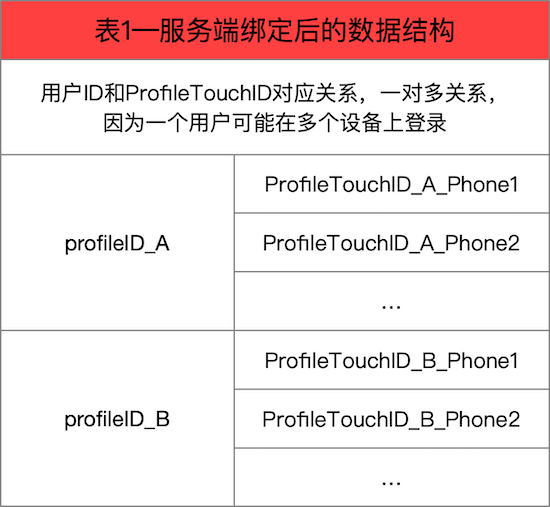 表1—服务端绑定后的数据结构
用户ID和ProfileTouchID对应关系，一对多关系，
因为一个用户可能在多个设备上登录
profileID_A
ProfileTouchID_A_Phone1
ProfileTouchID_A_Phone2
...
profileID_B
ProfileTouchID_B_Phone1
ProfileTouchID_B_Phone2
...